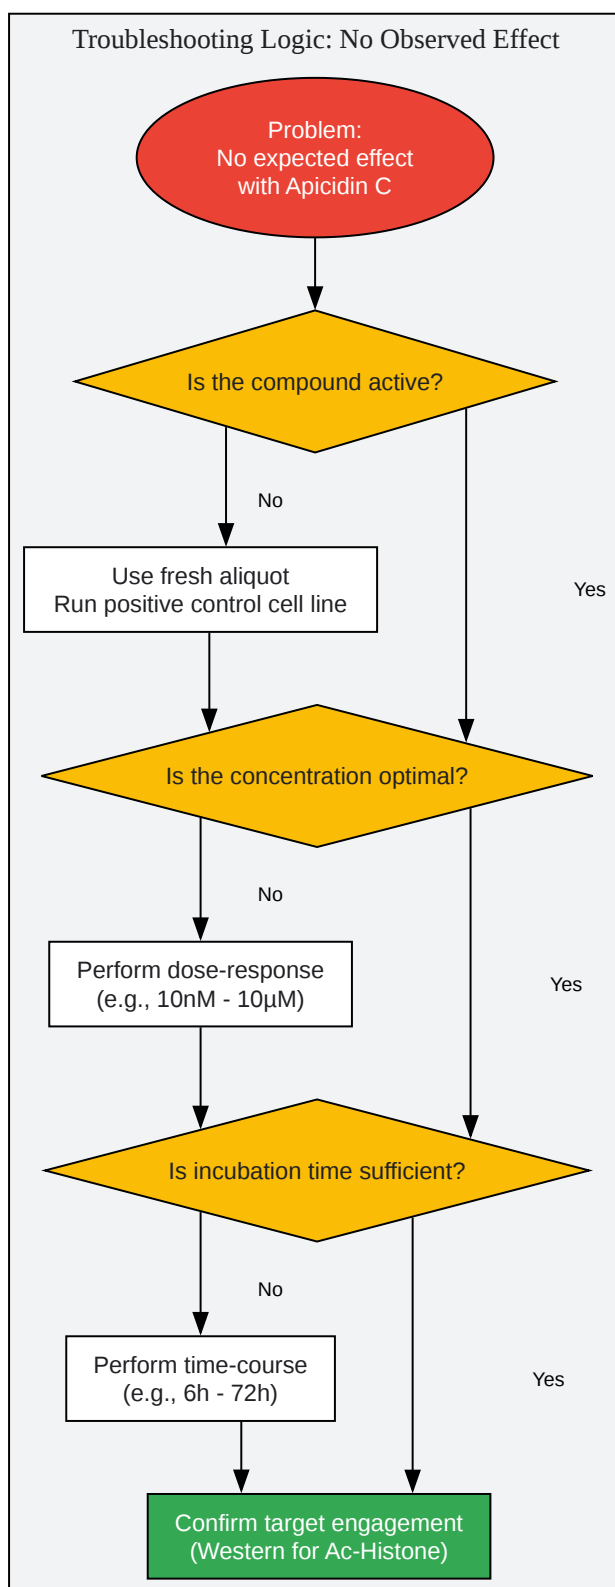 Troubleshooting Logic: No Observed Effect
Problem:
No expected effect
with Apicidin C
Is the compound active?
No
Use fresh aliquot
Run positive control cell line
Yes
Is the concentration optimal?
No
Perform dose-response
(e.g., 10nM - 10µM)
Yes
Is incubation time sufficient?
No
Perform time-course
(e.g., 6h - 72h)
Yes
Confirm target engagement
(Western for Ac-Histone)